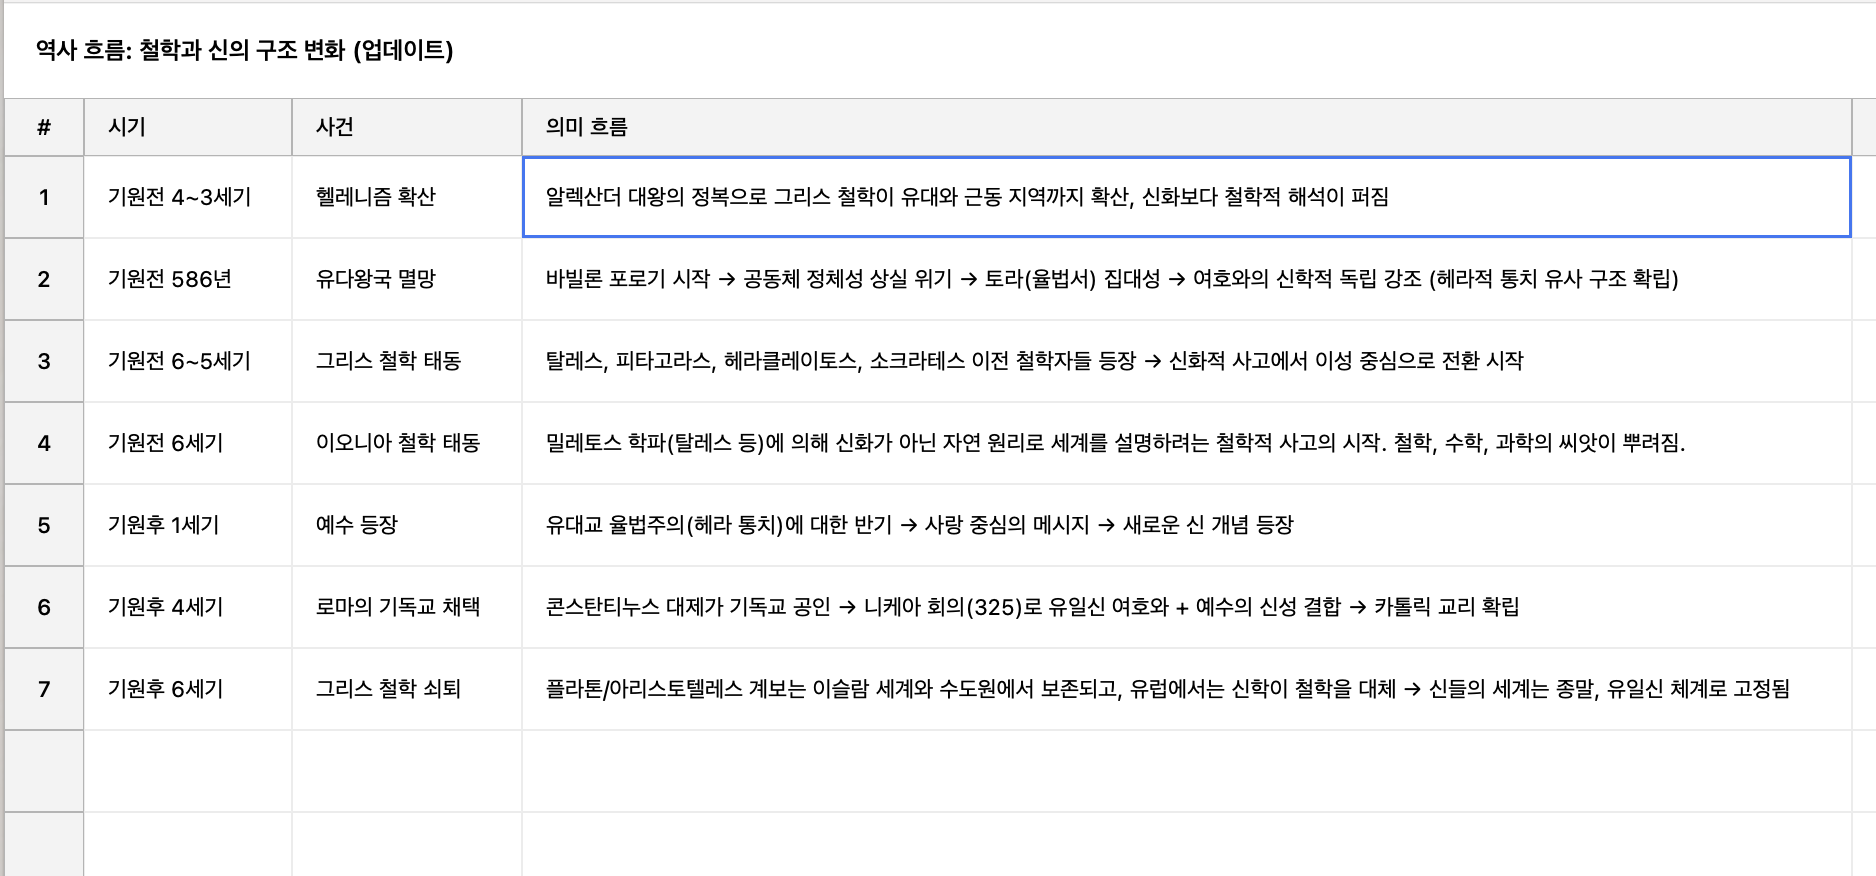 역사 흐름: 철학과 신의 구조 변화 (업데이트)
# 시기 사건 의미 흐름
1 기원전 4~3세기 헬레니즘 확산 알렉산더 대왕의 정복으로 그리스 철학이 유대와 근동 지역까지 확산, 신화보다 철학적 해석이 퍼짐
2 기원전 586년 유다왕국 멸망 바빌론 포로기 시작 → 공동체 정체성 상실 위기 → 토라(율법서) 집대성 → 여호와의 신학적 독립 강조 (헤라적 통치 유사 구조 확립)
3 기원전 6~5세기 그리스 철학 태동 탈레스, 피타고라스, 헤라클레이토스, 소크라테스 이전 철학자들 등장 → 신화적 사고에서 이성 중심으로 전환 시작
4 기원전 6세기 이오니아 철학 태동 밀레토스 학파(탈레스 등)에 의해 신화가 아닌 자연 원리로 세계를 설명하려는 철학적 사고의 시작. 철학, 수학, 과학의 씨앗이 뿌려짐.
5 기원후 1세기 예수 등장 유대교 율법주의(헤라 통치)에 대한 반기 → 사랑 중심의 메시지 → 새로운 신 개념 등장
6 기원후 4세기 로마의 기독교 채택 콘스탄티누스 대제가 기독교 공인 → 니케아 회의(325)로 유일신 여호와 + 예수의 신성 결합 → 카톨릭 교리 확립
7 기원후 6세기 그리스 철학 쇠퇴 플라톤/아리스토텔레스 계보는 이슬람 세계와 수도원에서 보존되고, 유럽에서는 신학이 철학을 대체 → 신들의 세계는 종말, 유일신 체계로 고정됨